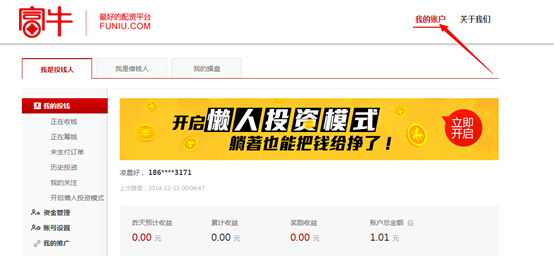 富牛
最好的配资平台
FUNIU.COM
我的账户 关于我们
我是投钱人 我是借钱人 我的操盘
我的投钱
正在收钱
正在筹钱
未支付订单
历史投资
我的关注
开启懒人投资模式
资金管理
账号设置
我的推广
开启懒人投资模式
躺著也能把钱给挣了！
立即
开启
凌晨好， 186****3171
上次登录：2014-12-12 00:04:47
昨天预计收益 累计收益 奖励收益 账户总金额
0.00 元 0.00 元 0.00 元 1.01 元